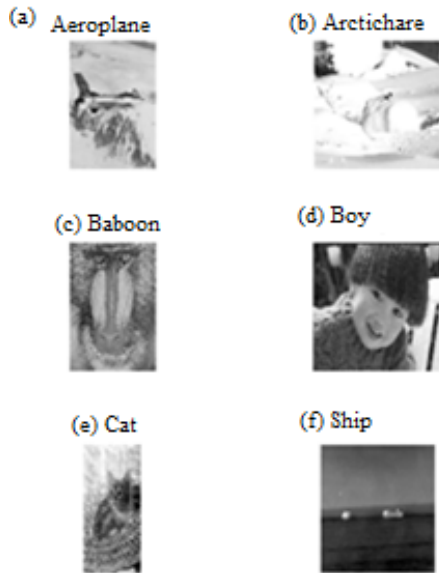 (a) Aeroplane
(b) Arctichare
(c) Baboon
(d) Boy
(e) Cat
(f) Ship